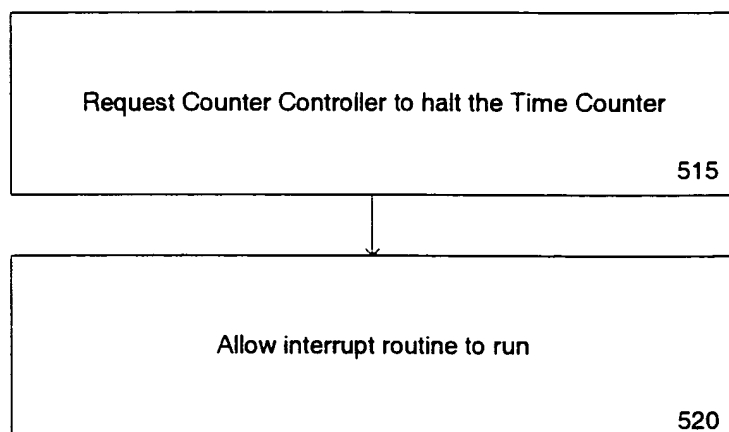 Request Counter Controller to halt the Time Counter
515
Allow interrupt routine to run
520